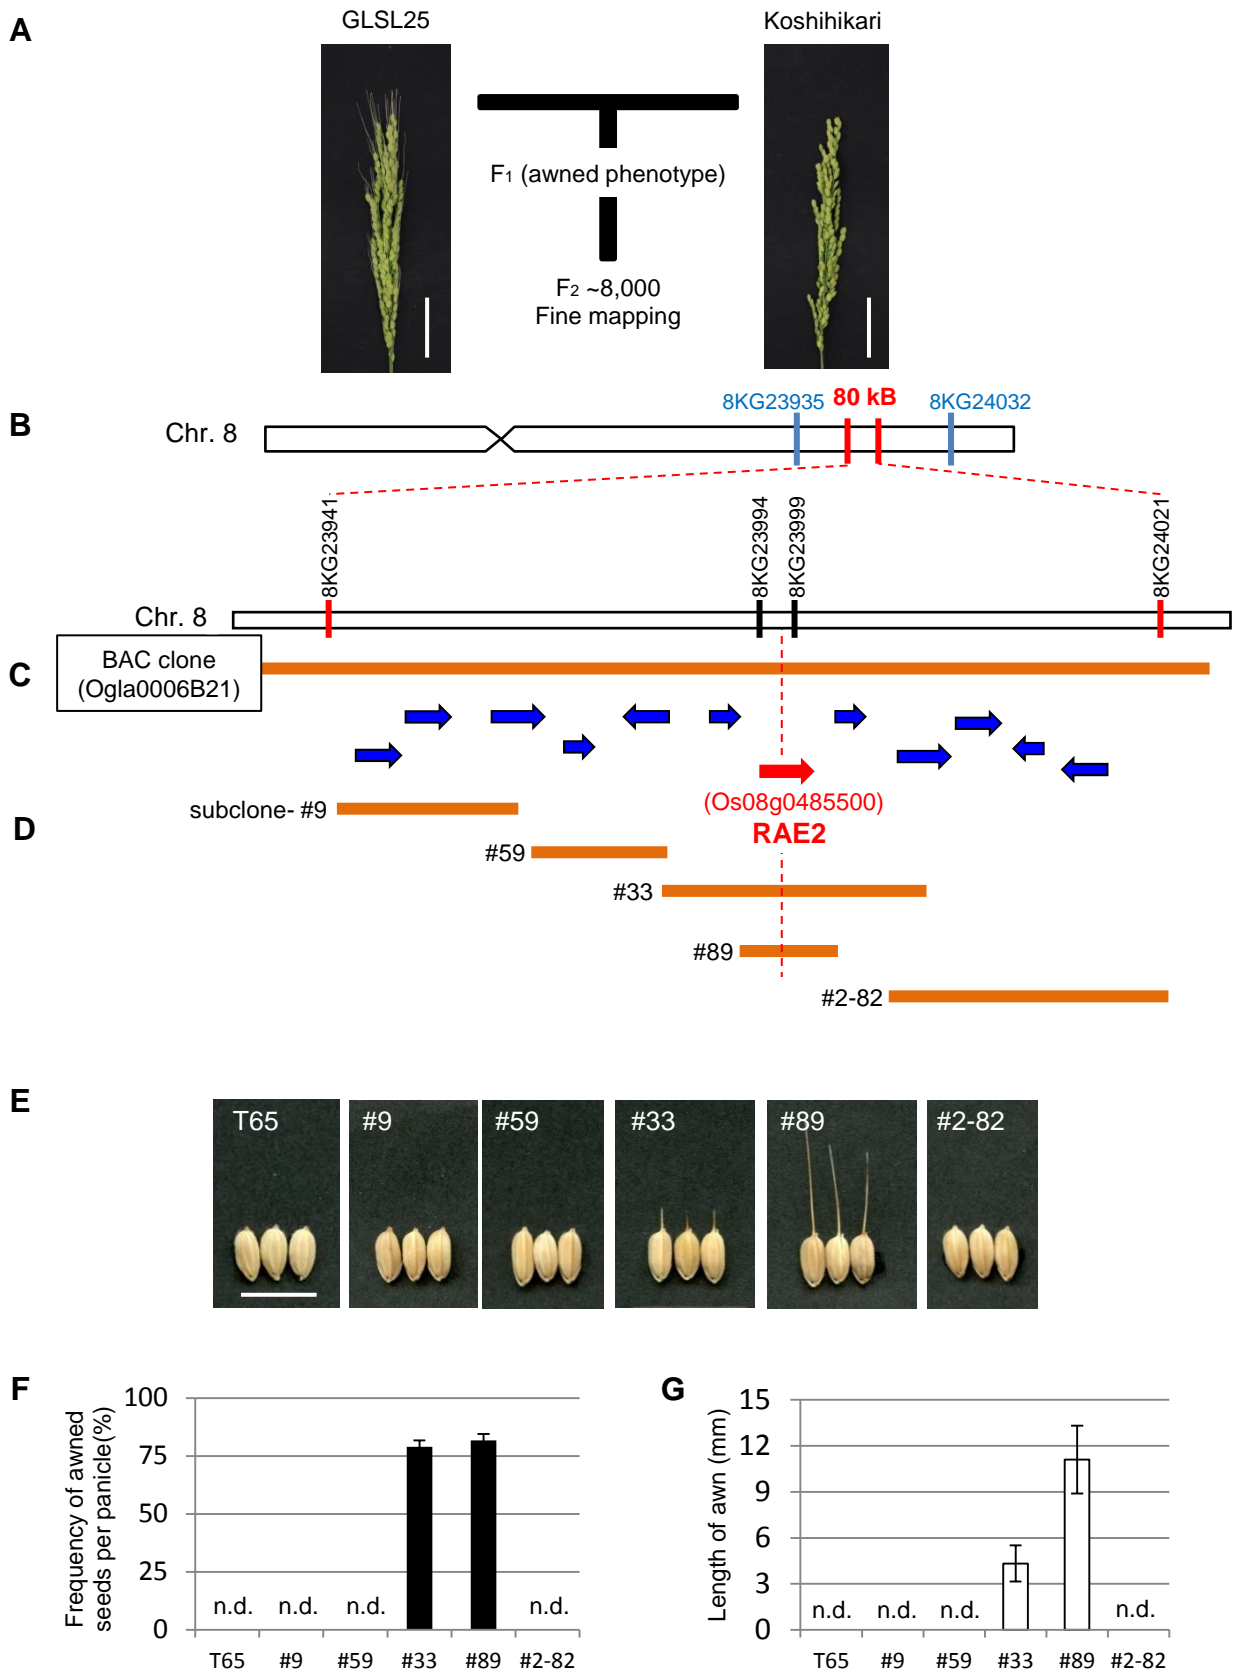 A
GLSL25
Koshihikari
F1 (awned phenotype)
F2 ~8,000
Fine mapping
B
Chr. 8
8KG23935
80 kB
8KG24032
8KG23941
8KG23994
8KG23999
8KG24021
Chr. 8
C
BAC clone
(Ogla0006B21)
(Os08g0485500)
RAE2
D
subclone- #9
#59
#33
#89
#2-82
E
T65
#9
#59
#33
#89
#2-82
F
Frequency of awned
seeds per panicle(%)
100
75
50
25
0
n.d.
n.d.
n.d.
n.d.
T65
#9
#59
#33
#89
#2-82
G
Length of awn (mm)
15
12
9
6
3
0
n.d.
n.d.
n.d.
n.d.
T65
#9
#59
#33
#89
#2-82